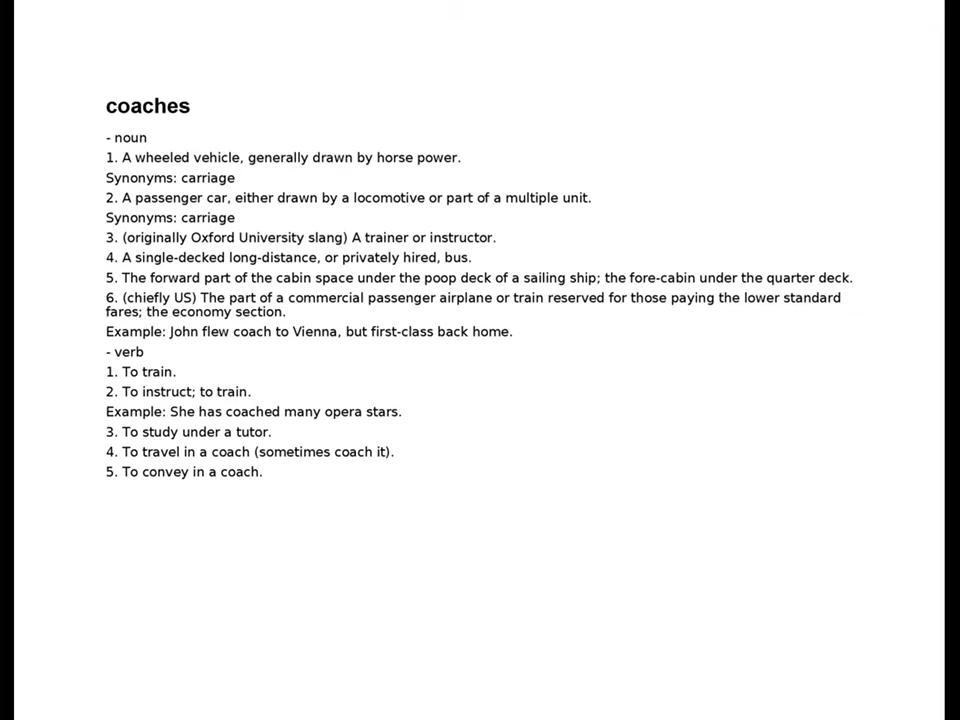 coaches
- noun
1. A wheeled vehicle, generally drawn by horse power.
Synonyms: carriage
2. A passenger car, either drawn by a locomotive or part of a multiple unit.
Synonyms: carriage
3. (originally Oxford University slang) A trainer or instructor.
4. A single-decked long-distance, or privately hired, bus.
5. The forward part of the cabin space under the poop deck of a sailing ship; the fore-cabin under the quarter deck.
6. (chiefly US) The part of a commercial passenger airplane or train reserved for those paying the lower standard
fares; the economy section.
Example: John flew coach to Vienna, but first-class back home.
- verb
1. To train.
2. To instruct; to train.
Example: She has coached many opera stars.
3. To study under a tutor.
4. To travel in a coach (sometimes coach it).
5. To convey in a coach.